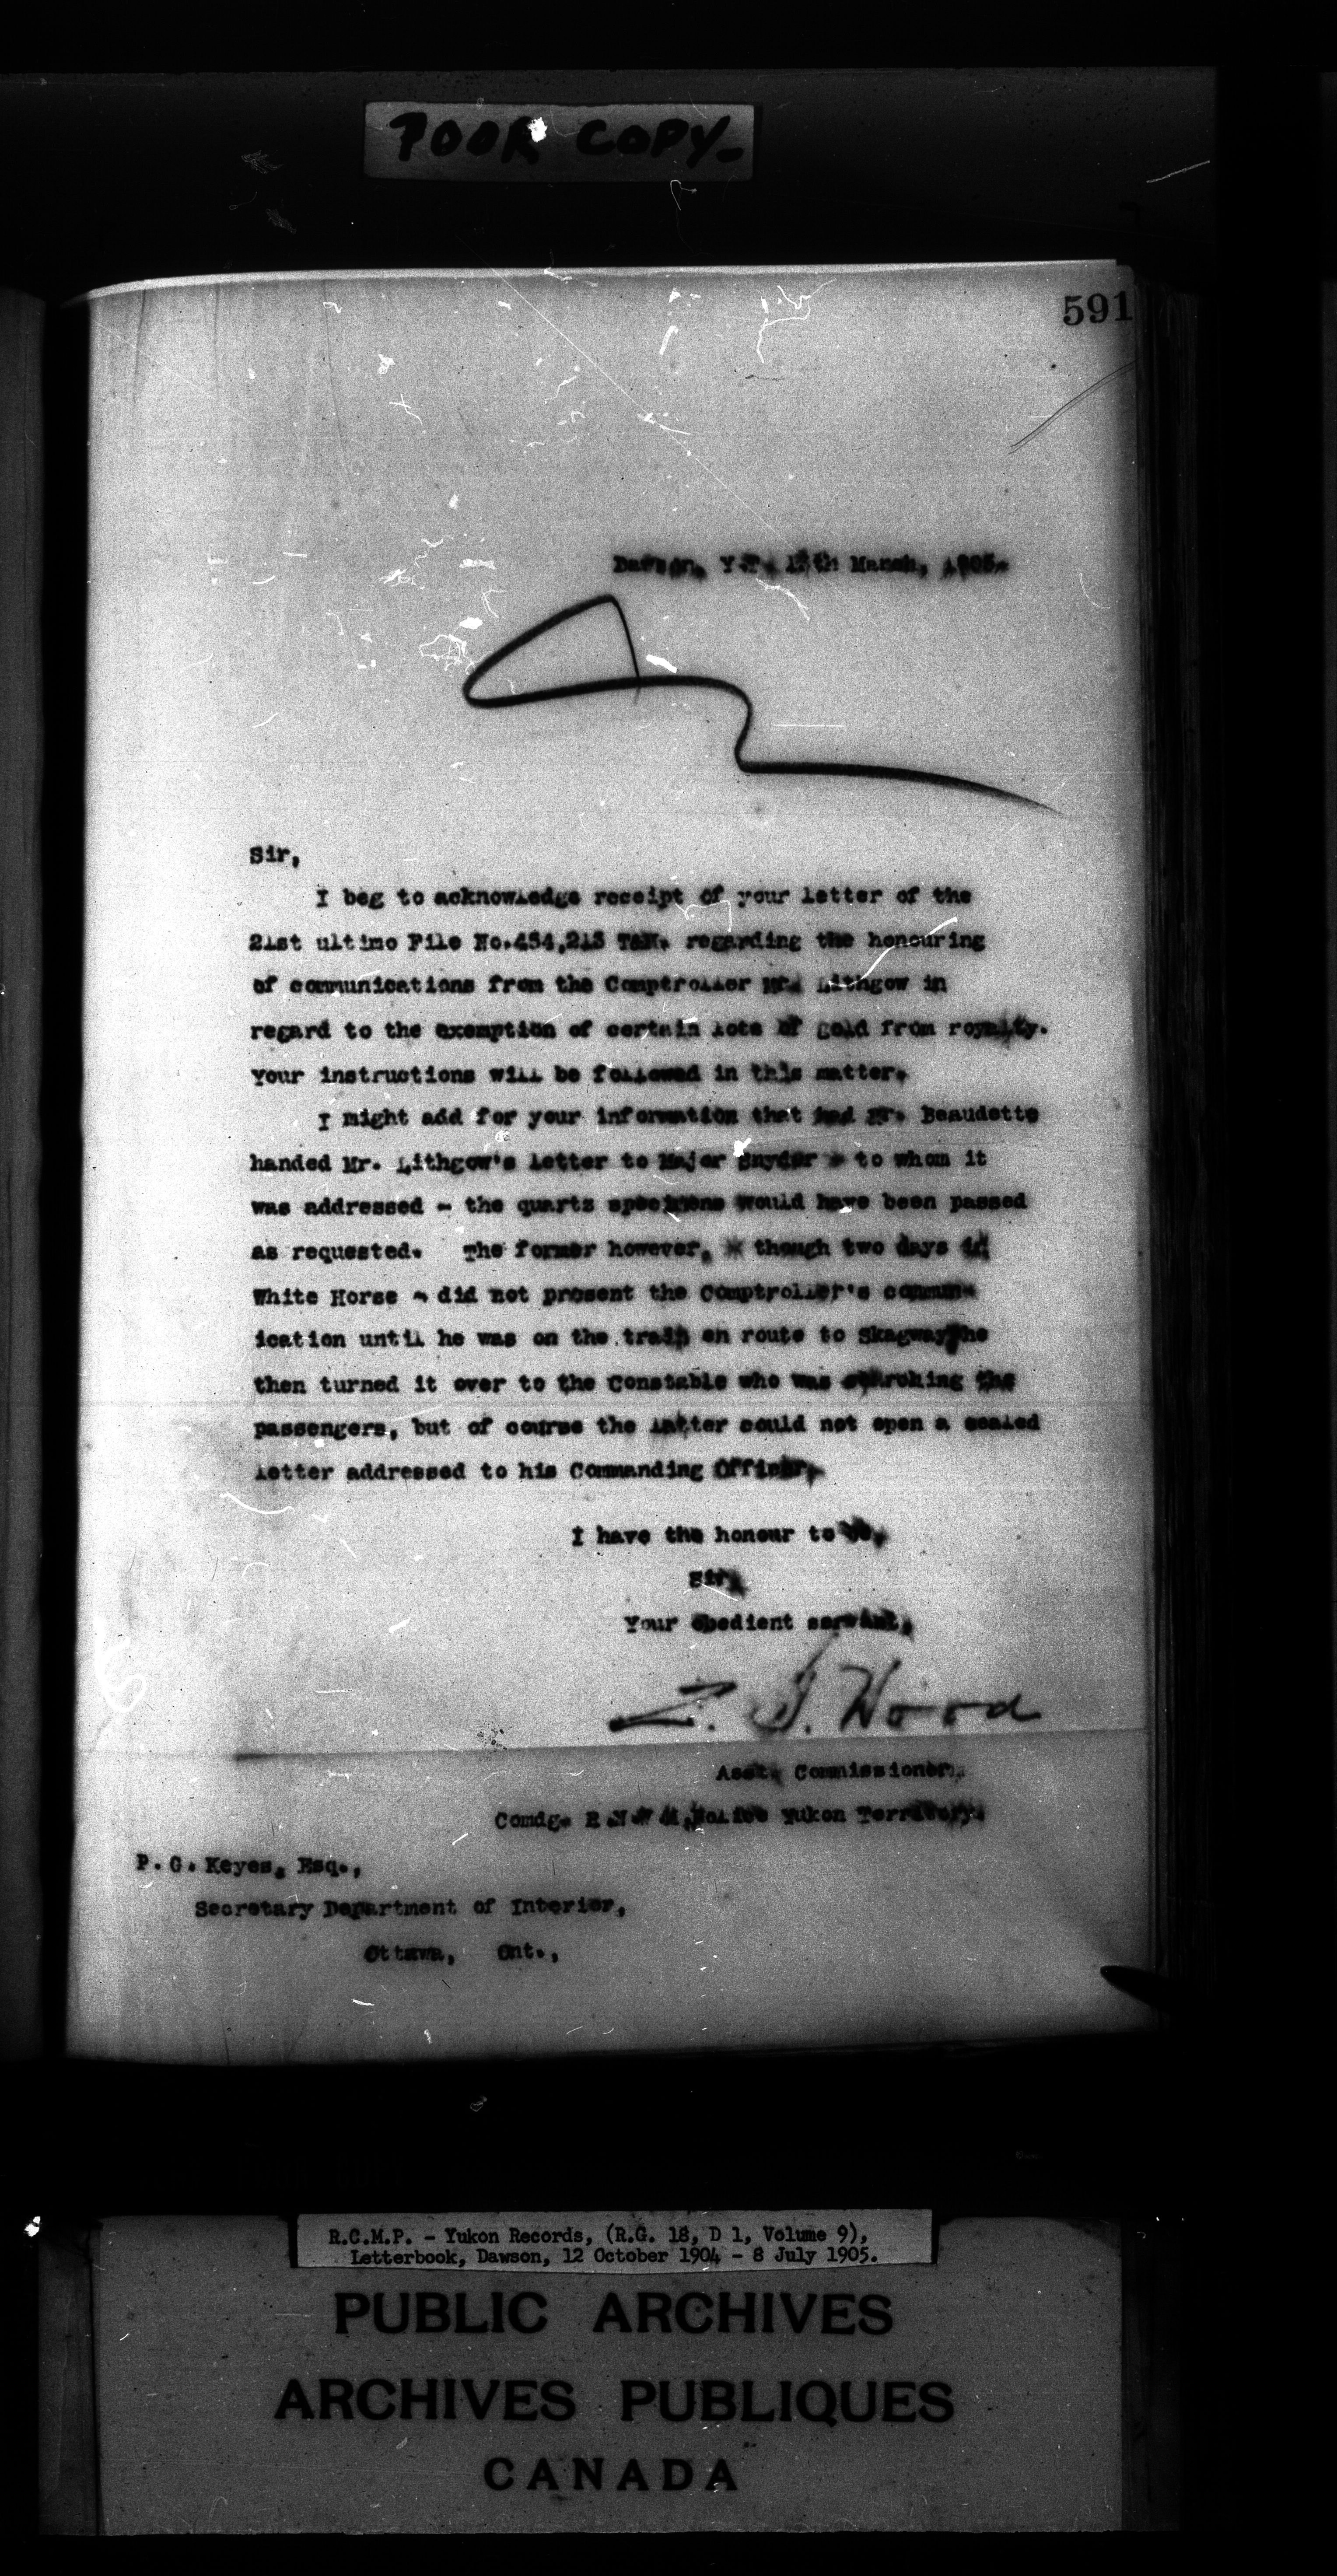 POOR COPY-
591
Dawson, Y.T. th March, 1905.
Sir,
I beg to acknowledge receipt of your letter of the
21st ultimo File No.454,213 T&M. regarding the honouring
of communications from the Comptroller Mr. Lithgow in
regard to the exemption of certain lots of gold from royalty.
Your instructions will be followed in this matter.
I might add for your information that had Mr. Beaudette
handed Mr. Lithgow's letter to Major Snyder - to whom it
was addressed - the quartz specimens would have been passed
as requested. The former however, - though two days in
White Horse - did not present the Comptroller's commun-
ication until he was on the train en route to Skagway, he
then turned it over to the Constable who was searching the
passengers, but of course the latter could not open a sealed
letter addressed to his Commanding Officer.
I have the honour to be,
Sir,
Your obedient servant,
Z. T. Wood
Asst. Commissioner.
Comdg. R N W M Police Yukon Territory.
P. G. Keyes, Esq.,
Secretary Department of Interior,
Ottawa, Ont.,
R.C.M.P. - Yukon Records, (R.G. 18, D 1, Volume 9),
Letterbook, Dawson, 12 October 1904 - 8 July 1905.
PUBLIC ARCHIVES
ARCHIVES PUBLIQUES
CANADA